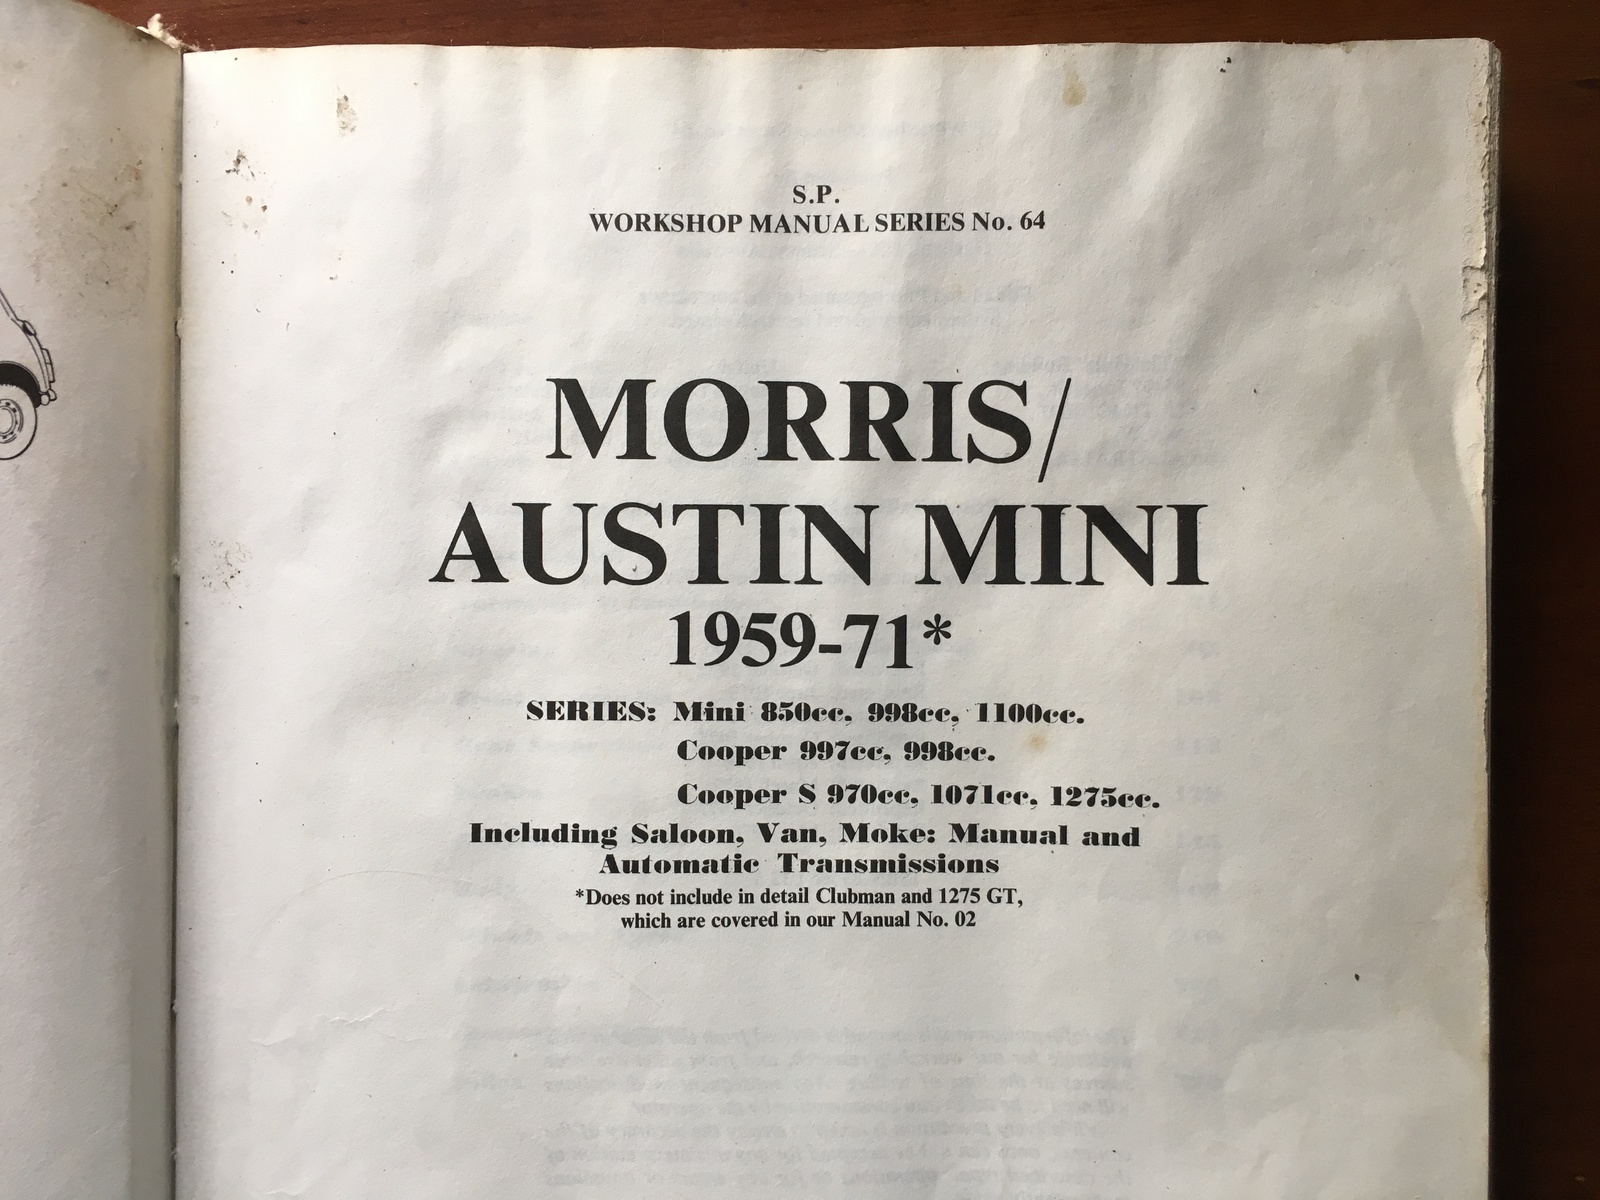 S.P.
WORKSHOP MANUAL SERIES No. 64
MORRIS/
AUSTIN MINI
1959-71*
SERIES: Mini 850cc, 998cc, 1100cc.
Cooper 997cc, 998cc.
Cooper S 970cc, 1071cc, 1275cc.
Including Saloon, Van, Moke: Manual and
Automatic Transmissions
*Does not include in detail Clubman and 1275 GT,
which are covered in our Manual No. 02